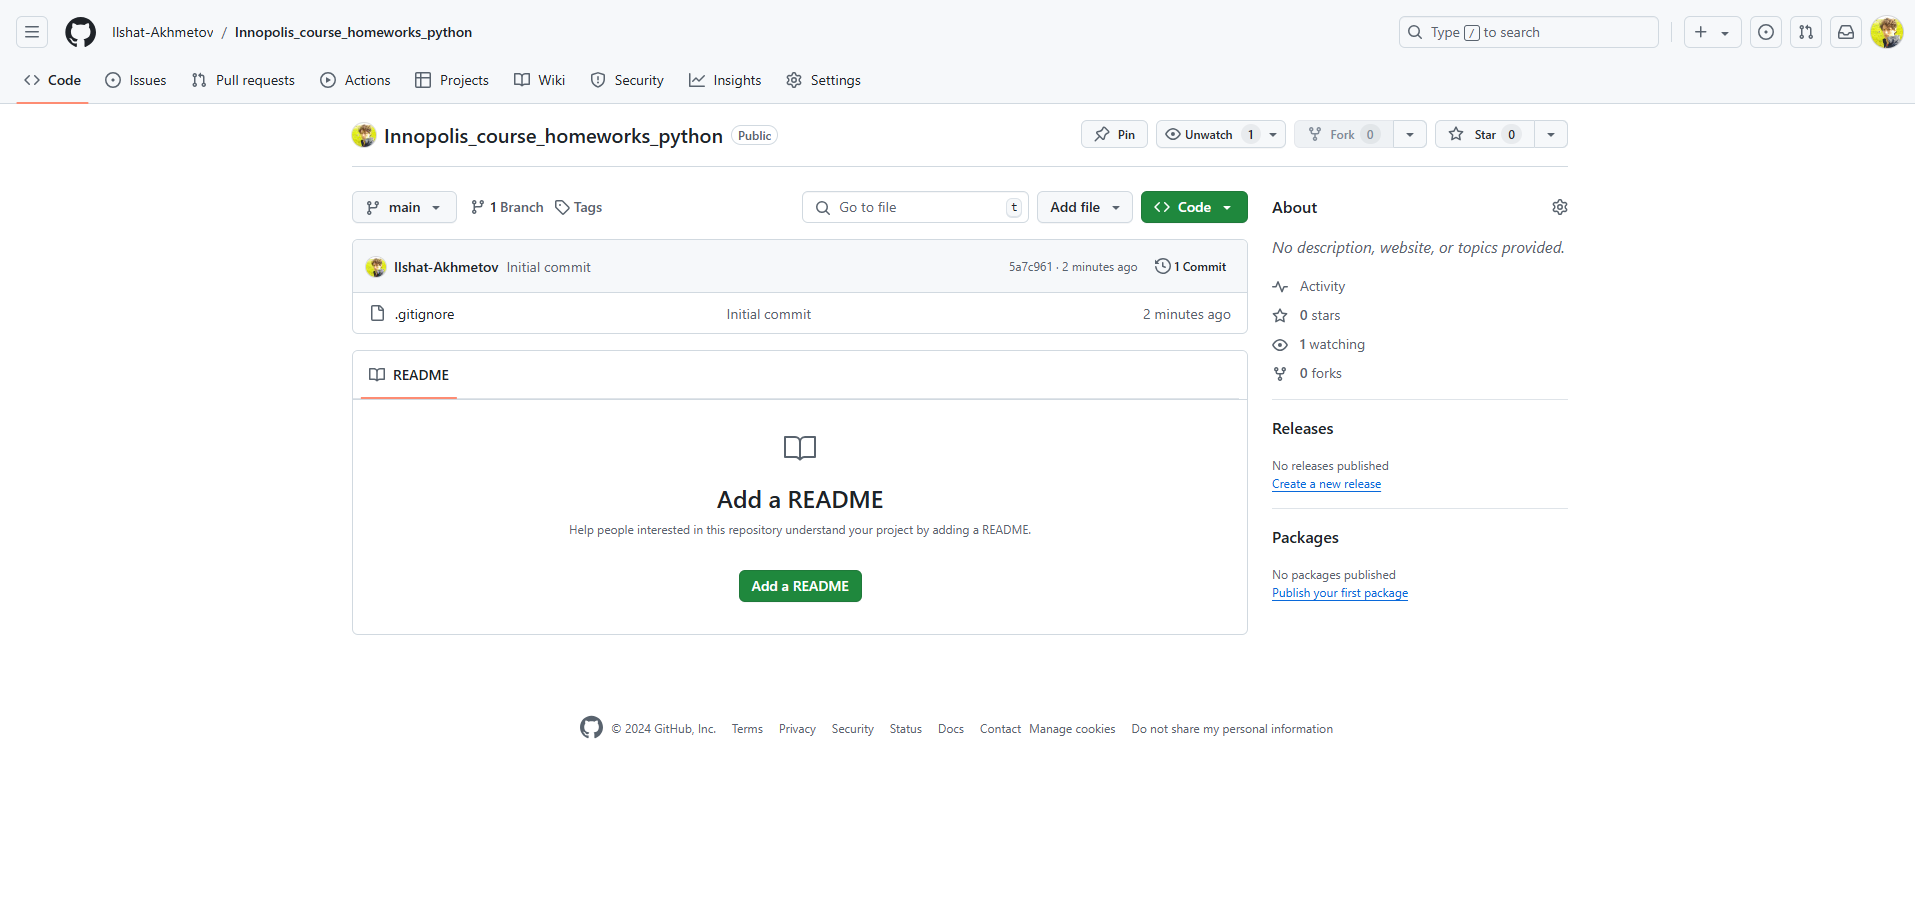 Ilshat-Akhmetov / Innopolis_course_homeworks_python
Type / to search
Code Issues Pull requests Actions Projects Wiki Security Insights Settings
Innopolis_course_homeworks_python Public
Pin Unwatch 1 Fork 0 Star 0
main 1 Branch Tags Go to file t Add file Code
Ilshat-Akhmetov Initial commit 5a7c961 · 2 minutes ago 1 Commit
.gitignore Initial commit 2 minutes ago
README
Add a README
Help people interested in this repository understand your project by adding a README.
Add a README
About
No description, website, or topics provided.
Activity
0 stars
1 watching
0 forks
Releases
No releases published
Create a new release
Packages
No packages published
Publish your first package
© 2024 GitHub, Inc. Terms Privacy Security Status Docs Contact Manage cookies Do not share my personal information